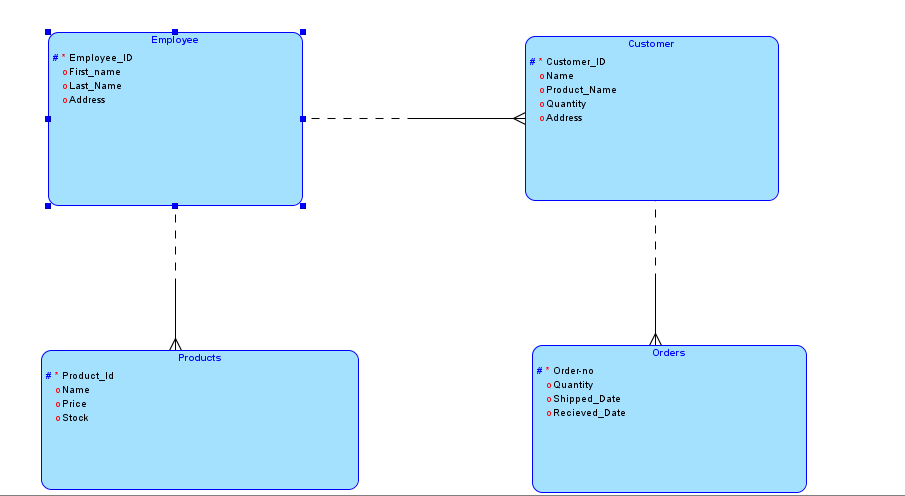 Employee
# * Employee_ID
o First_name
o Last_Name
o Address
Customer
# * Customer_ID
o Name
o Product_Name
o Quantity
o Address
Products
# * Product_Id
o Name
o Price
o Stock
Orders
# * Order-no
o Quantity
o Shipped_Date
o Recieved_Date